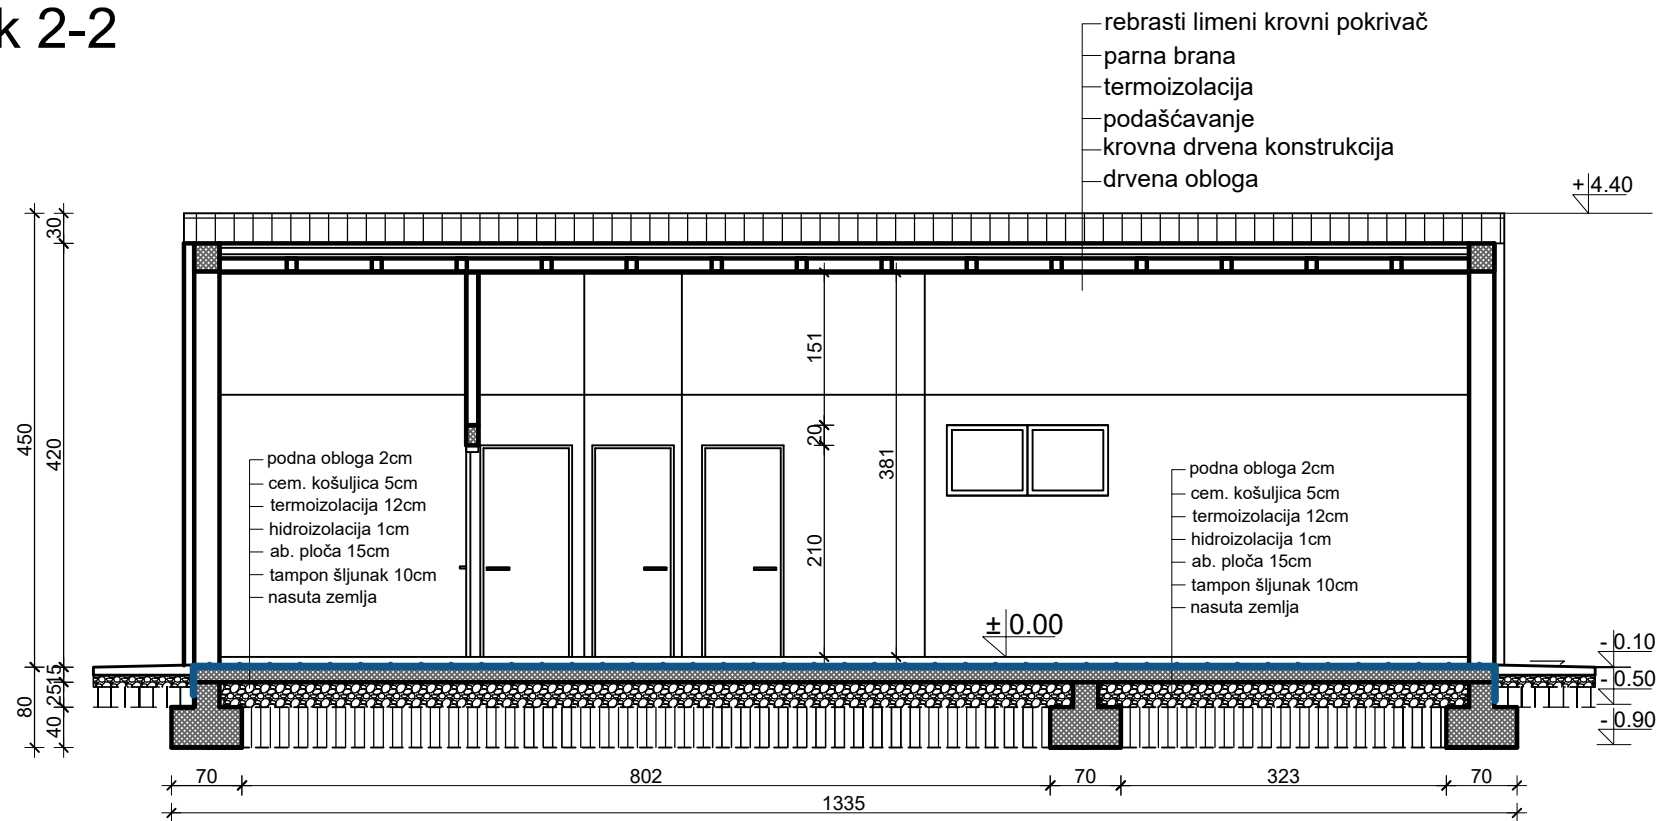 k 2-2
rebrasti limeni krovni pokrivač
parna brana
termoizolacija
podašćavanje
krovna drvena konstrukcija
drvena obloga
+ 4.40
30
450
420
151
20
381
210
podna obloga 2cm
cem. košuljica 5cm
termoizolacija 12cm
hidroizolacija 1cm
ab. ploča 15cm
tampon šljunak 10cm
nasuta zemlja
podna obloga 2cm
cem. košuljica 5cm
termoizolacija 12cm
hidroizolacija 1cm
ab. ploča 15cm
tampon šljunak 10cm
nasuta zemlja
± 0.00
- 0.10
- 0.50
- 0.90
80
15
25
40
70
802
70
323
70
1335